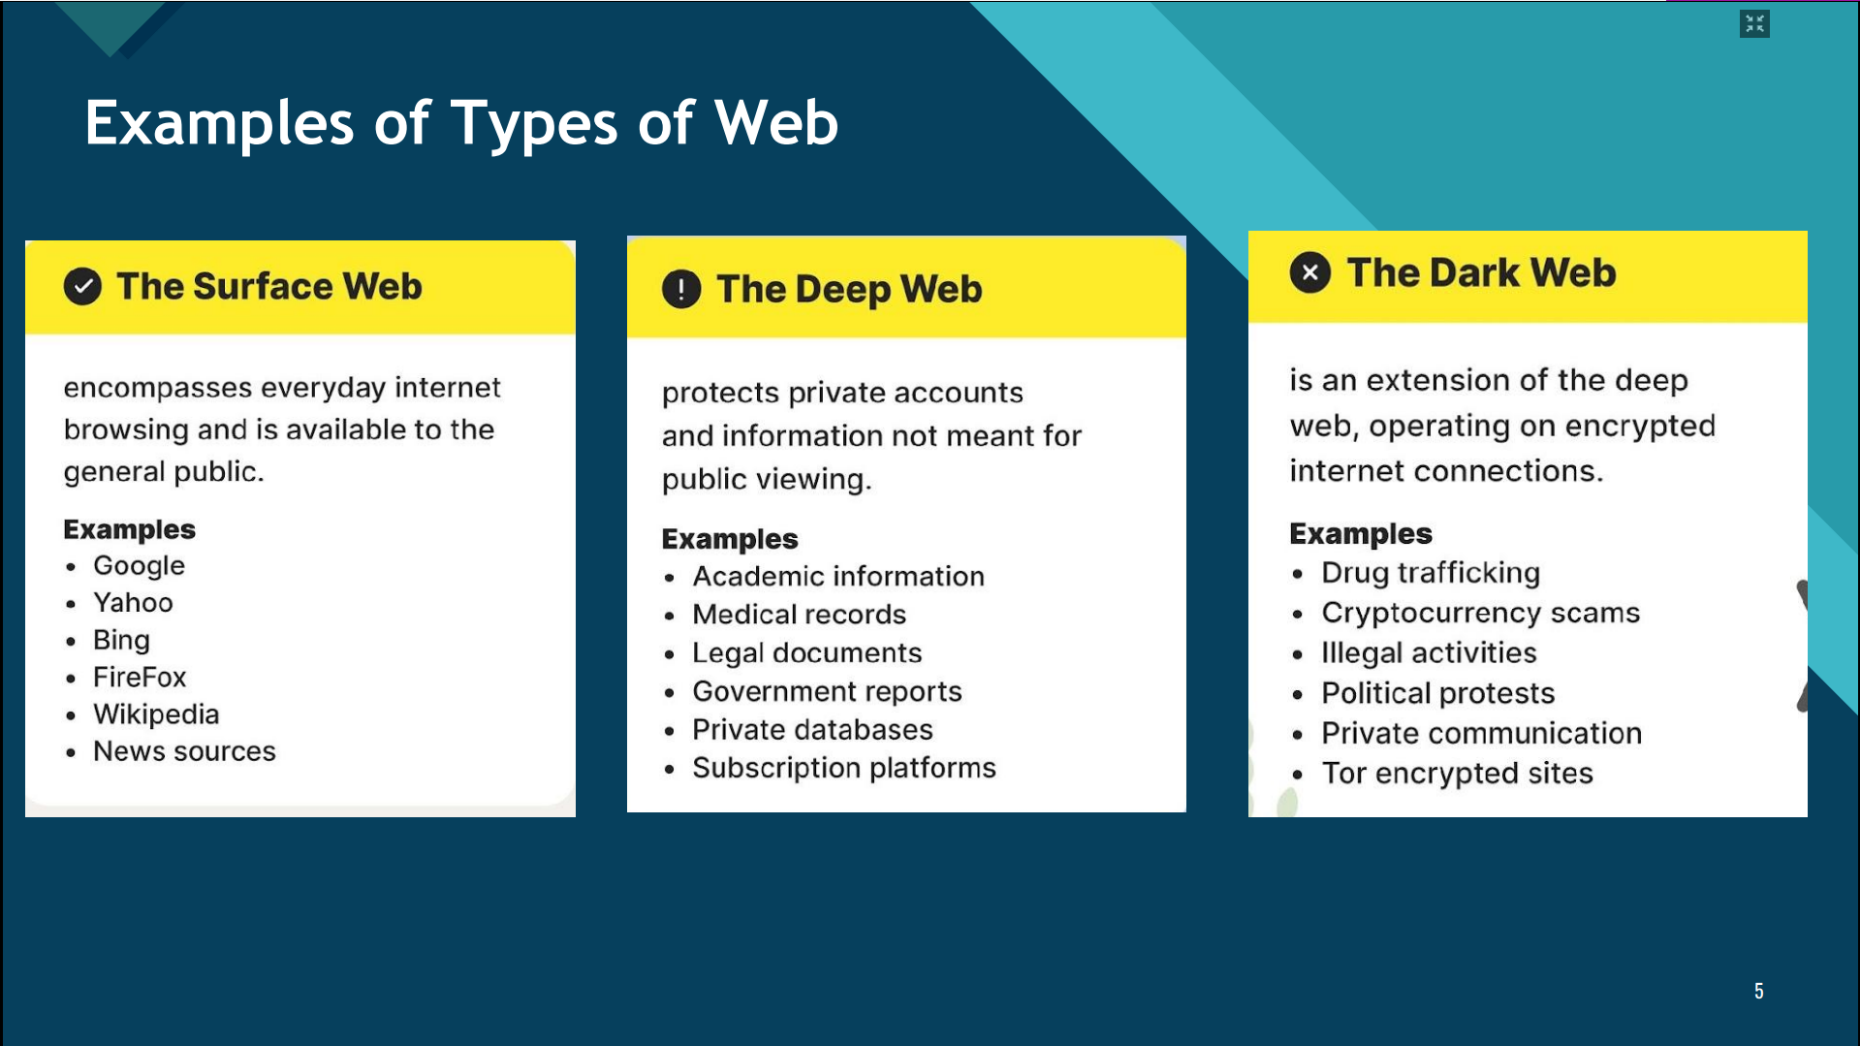 Examples of Types of Web
The Surface Web
encompasses everyday internet
browsing and is available to the
general public.
Examples
• Google
• Yahoo
• Bing
• FireFox
• Wikipedia
• News sources
The Deep Web
protects private accounts
and information not meant for
public viewing.
Examples
• Academic information
• Medical records
• Legal documents
• Government reports
• Private databases
• Subscription platforms
The Dark Web
is an extension of the deep
web, operating on encrypted
internet connections.
Examples
• Drug trafficking
• Cryptocurrency scams
• Illegal activities
• Political protests
• Private communication
• Tor encrypted sites
5